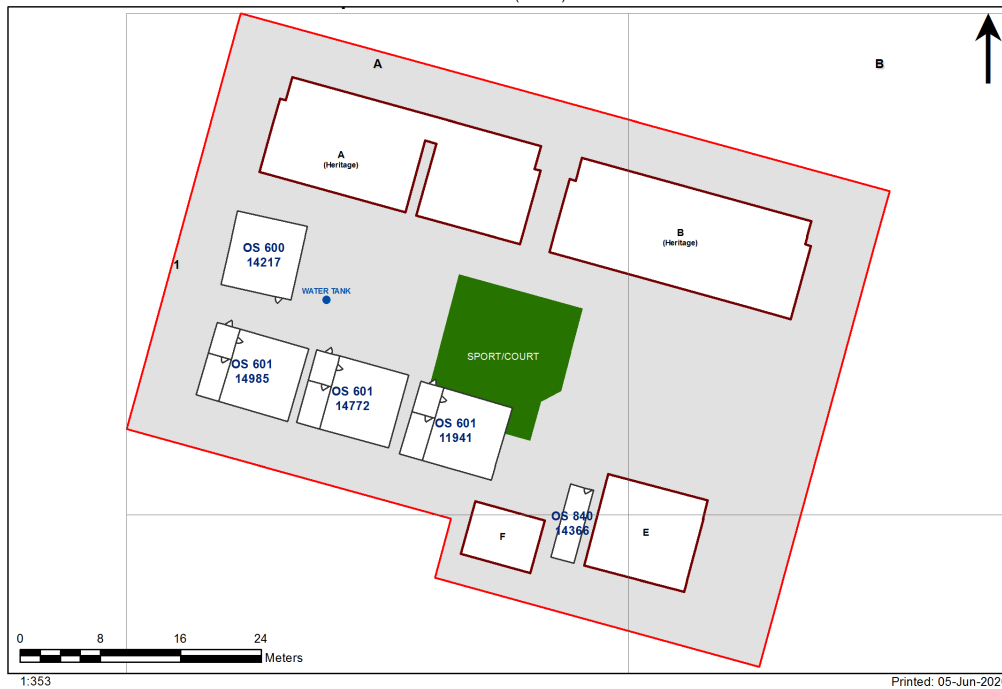 A
B
A
(Heritage)
B
(Heritage)
OS 600
14217
1
WATER TANK
SPORT/COURT
OS 601
14985
OS 601
14772
OS 601
11941
OS 840
14366
F
E
0 8 16 24
Meters
1:353
Printed: 05-Jun-202